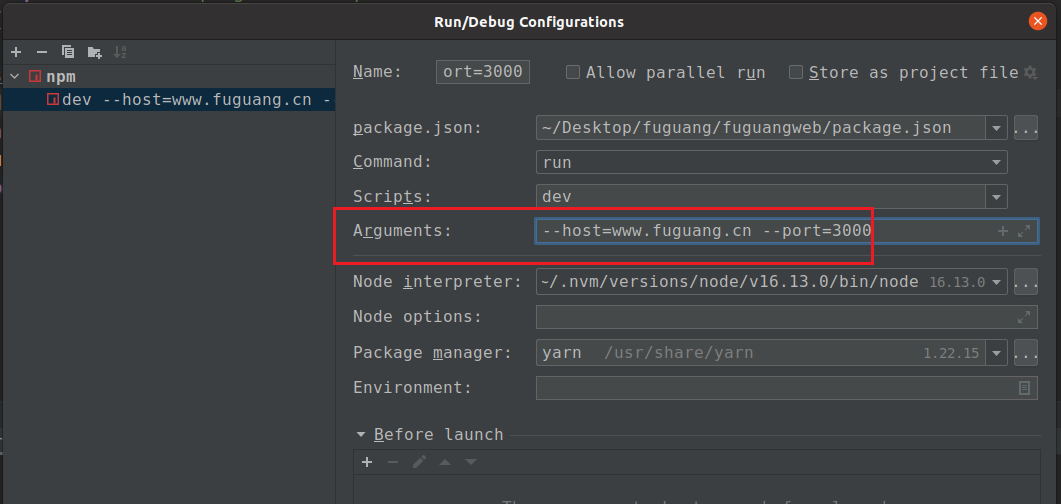 Run/Debug Configurations
npm
dev --host=www.fuguang.cn -
Name: ort=3000 Allow parallel run Store as project file
package.json: ~/Desktop/fuguang/fuguangweb/package.json ...
Command: run
Scripts: dev
Arguments: --host=www.fuguang.cn --port=3000
Node interpreter: ~/.nvm/versions/node/v16.13.0/bin/node 16.13.0 ...
Node options:
Package manager: yarn /usr/share/yarn 1.22.15 ...
Environment:
Before launch